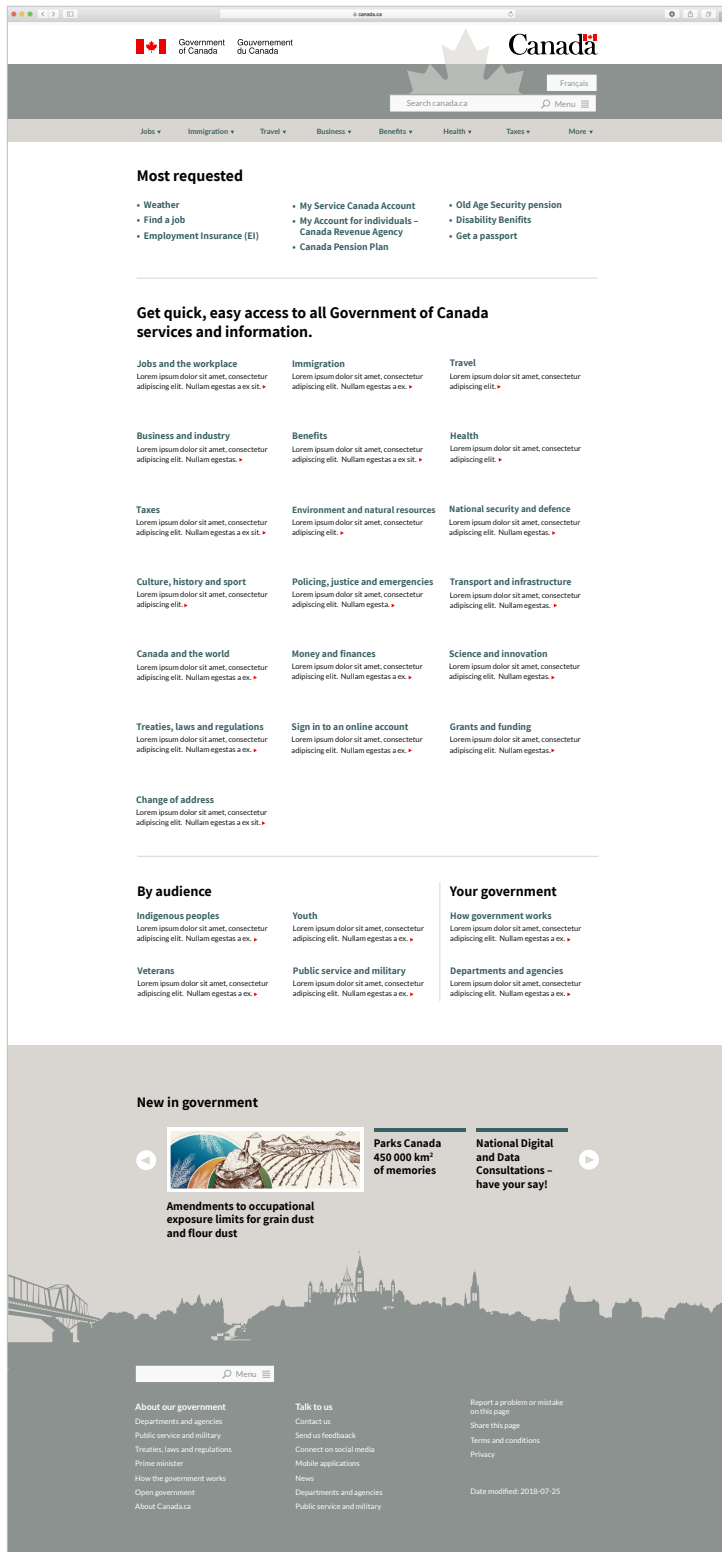 canada.ca
Government of Canada
Gouvernement du Canada
Canada
Français
Search canada.ca
Menu
Jobs ▾ Immigration ▾ Travel ▾ Business ▾ Benefits ▾ Health ▾ Taxes ▾ More ▾
Most requested
• Weather
• Find a job
• Employment Insurance (EI)
• My Service Canada Account
• My Account for individuals –
Canada Revenue Agency
• Canada Pension Plan
• Old Age Security pension
• Disability Benifits
• Get a passport
Get quick, easy access to all Government of Canada
services and information.
Jobs and the workplace
Lorem ipsum dolor sit amet, consectetur
adipiscing elit. Nullam egestas a ex sit.
Immigration
Lorem ipsum dolor sit amet, consectetur
adipiscing elit. Nullam egestas a ex.
Travel
Lorem ipsum dolor sit amet, consectetur
adipiscing elit.
Business and industry
Lorem ipsum dolor sit amet, consectetur
adipiscing elit. Nullam egestas.
Benefits
Lorem ipsum dolor sit amet, consectetur
adipiscing elit. Nullam egestas a ex sit.
Health
Lorem ipsum dolor sit amet, consectetur
adipiscing elit.
Taxes
Lorem ipsum dolor sit amet, consectetur
adipiscing elit. Nullam egestas a ex sit.
Environment and natural resources
Lorem ipsum dolor sit amet, consectetur
adipiscing elit.
National security and defence
Lorem ipsum dolor sit amet, consectetur
adipiscing elit. Nullam egestas.
Culture, history and sport
Lorem ipsum dolor sit amet, consectetur
adipiscing elit.
Policing, justice and emergencies
Lorem ipsum dolor sit amet, consectetur
adipiscing elit. Nullam egesta.
Transport and infrastructure
Lorem ipsum dolor sit amet, consectetur
adipiscing elit. Nullam egestas.
Canada and the world
Lorem ipsum dolor sit amet, consectetur
adipiscing elit. Nullam egestas a ex.
Money and finances
Lorem ipsum dolor sit amet, consectetur
adipiscing elit. Nullam egestas a ex.
Science and innovation
Lorem ipsum dolor sit amet, consectetur
adipiscing elit. Nullam egestas.
Treaties, laws and regulations
Lorem ipsum dolor sit amet, consectetur
adipiscing elit. Nullam egestas a ex.
Sign in to an online account
Lorem ipsum dolor sit amet, consectetur
adipiscing elit. Nullam egestas a ex.
Grants and funding
Lorem ipsum dolor sit amet, consectetur
adipiscing elit. Nullam egestas.
Change of address
Lorem ipsum dolor sit amet, consectetur
adipiscing elit. Nullam egestas a ex sit.
By audience
Indigenous peoples
Lorem ipsum dolor sit amet, consectetur
adipiscing elit. Nullam egestas a ex.
Youth
Lorem ipsum dolor sit amet, consectetur
adipiscing elit. Nullam egestas a ex.
Veterans
Lorem ipsum dolor sit amet, consectetur
adipiscing elit. Nullam egestas a ex.
Public service and military
Lorem ipsum dolor sit amet, consectetur
adipiscing elit. Nullam egestas a ex.
Your government
How government works
Lorem ipsum dolor sit amet, consectetur
adipiscing elit. Nullam egestas a ex.
Departments and agencies
Lorem ipsum dolor sit amet, consectetur
adipiscing elit. Nullam egestas a ex.
New in government
Amendments to occupational
exposure limits for grain dust
and flour dust
Parks Canada
450 000 km²
of memories
National Digital
and Data
Consultations –
have your say!
Menu
About our government
Departments and agencies
Public service and military
Treaties, laws and regulations
Prime minister
How the government works
Open government
About Canada.ca
Talk to us
Contact us
Send us feedbaack
Connect on social media
Mobile applications
News
Departments and agencies
Public service and military
Report a problem or mistake
on this page
Share this page
Terms and conditions
Privacy
Date modified: 2018-07-25